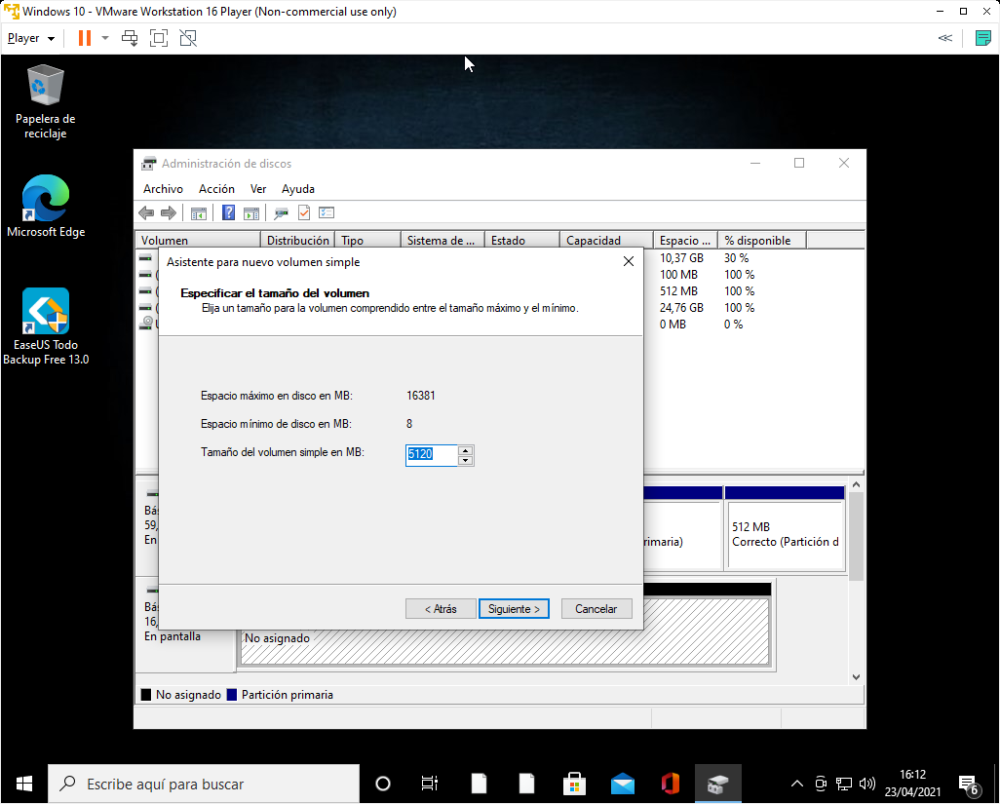 Windows 10 - VMware Workstation 16 Player (Non-commercial use only)
Player
Papelera de
reciclaje
Microsoft Edge
EaseUS Todo
Backup Free 13.0
Administración de discos
Archivo Acción Ver Ayuda
Volumen Distribución Tipo Sistema de ... Estado Capacidad Espacio ... % disponible
10,37 GB 30 %
100 MB 100 %
512 MB 100 %
24,76 GB 100 %
0 MB 0 %
Asistente para nuevo volumen simple
Especificar el tamaño del volumen
Elija un tamaño para la volumen comprendido entre el tamaño máximo y el mínimo.
Espacio máximo en disco en MB: 16381
Espacio mínimo de disco en MB: 8
Tamaño del volumen simple en MB: 5120
< Atrás Siguiente > Cancelar
Bás
59,
En
rimaria)
512 MB
Correcto (Partición d
Bás
16,
En pantalla
No asignado
No asignado Partición primaria
Escribe aquí para buscar
16:12
23/04/2021
6